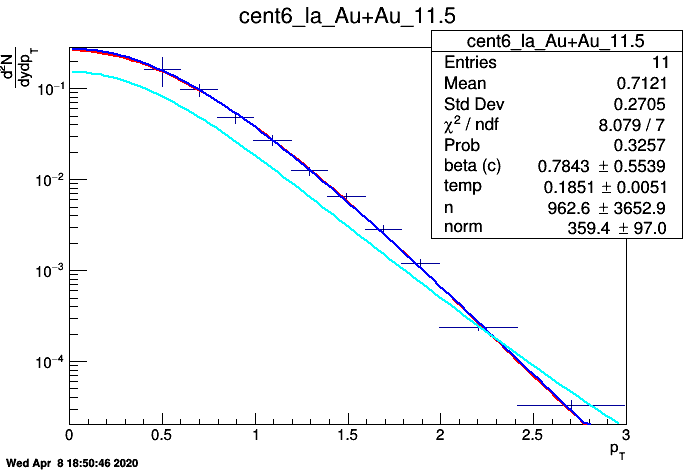 cent6_la_Au+Au_11.5
d²N
dydp_T
cent6_la_Au+Au_11.5
Entries 11
Mean 0.7121
Std Dev 0.2705
χ² / ndf 8.079 / 7
Prob 0.3257
beta (c) 0.7843 ± 0.5539
temp 0.1851 ± 0.0051
n 962.6 ± 3652.9
norm 359.4 ± 97.0
10⁻¹
10⁻²
10⁻³
10⁻⁴
0 0.5 1 1.5 2 2.5 3
p_T
Wed Apr 8 18:50:46 2020